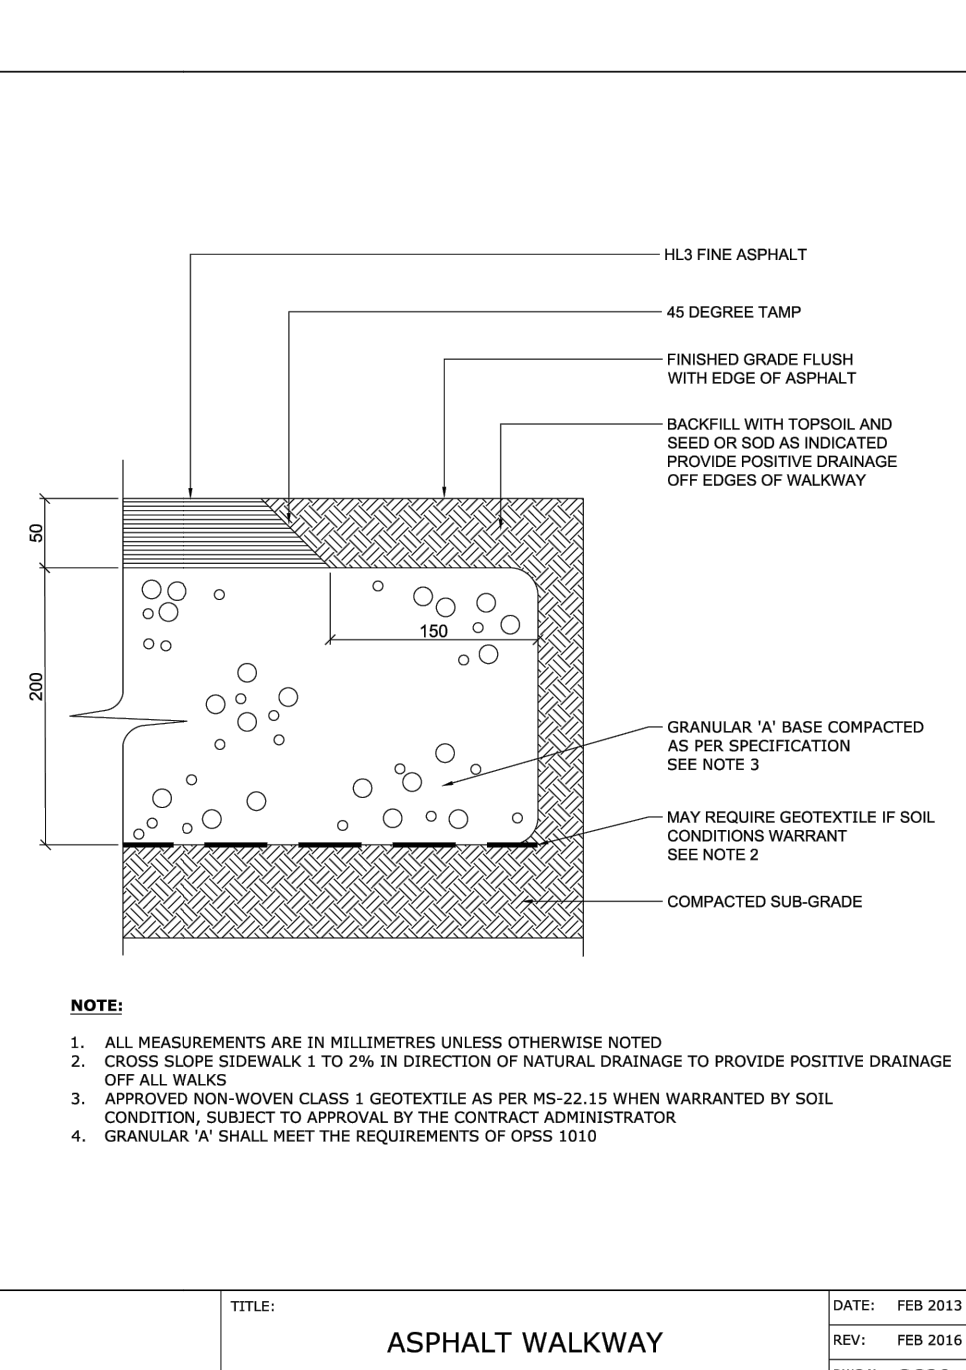 HL3 FINE ASPHALT
45 DEGREE TAMP
FINISHED GRADE FLUSH
WITH EDGE OF ASPHALT
BACKFILL WITH TOPSOIL AND
SEED OR SOD AS INDICATED
PROVIDE POSITIVE DRAINAGE
OFF EDGES OF WALKWAY
50
150
200
GRANULAR 'A' BASE COMPACTED
AS PER SPECIFICATION
SEE NOTE 3
MAY REQUIRE GEOTEXTILE IF SOIL
CONDITIONS WARRANT
SEE NOTE 2
COMPACTED SUB-GRADE
NOTE:
1. ALL MEASUREMENTS ARE IN MILLIMETRES UNLESS OTHERWISE NOTED
2. CROSS SLOPE SIDEWALK 1 TO 2% IN DIRECTION OF NATURAL DRAINAGE TO PROVIDE POSITIVE DRAINAGE
OFF ALL WALKS
3. APPROVED NON-WOVEN CLASS 1 GEOTEXTILE AS PER MS-22.15 WHEN WARRANTED BY SOIL
CONDITION, SUBJECT TO APPROVAL BY THE CONTRACT ADMINISTRATOR
4. GRANULAR 'A' SHALL MEET THE REQUIREMENTS OF OPSS 1010
TITLE:
ASPHALT WALKWAY
DATE: FEB 2013
REV: FEB 2016